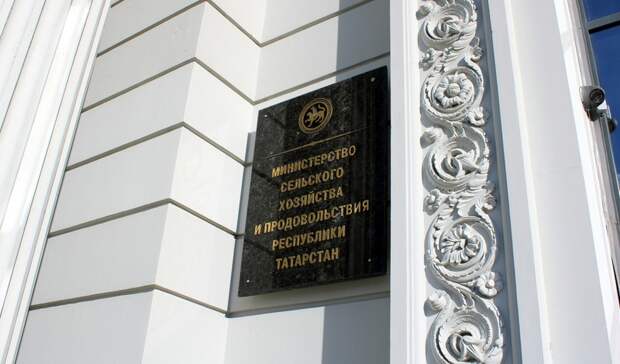 МИНИСТЕРСТВО
СЕЛЬСКОГО
ХОЗЯЙСТВА
И ПРОДОВОЛЬСТВИЯ
РЕСПУБЛИКИ
ТАТАРСТАН